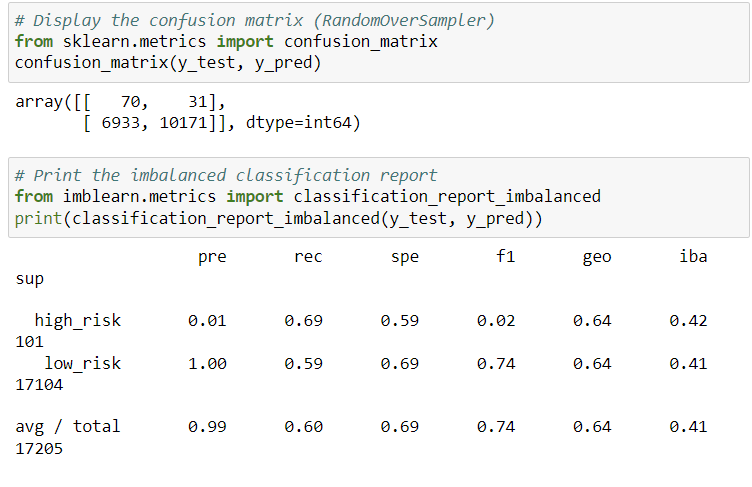 # Display the confusion matrix (RandomOverSampler)
from sklearn.metrics import confusion_matrix
confusion_matrix(y_test, y_pred)
array([[   70,    31],
       [ 6933, 10171]], dtype=int64)
# Print the imbalanced classification report
from imblearn.metrics import classification_report_imbalanced
print(classification_report_imbalanced(y_test, y_pred))
                   pre       rec       spe        f1       geo       iba
sup
  high_risk       0.01      0.69      0.59      0.02      0.64      0.42
101
   low_risk       1.00      0.59      0.69      0.74      0.64      0.41
17104
avg / total       0.99      0.60      0.69      0.74      0.64      0.41
17205